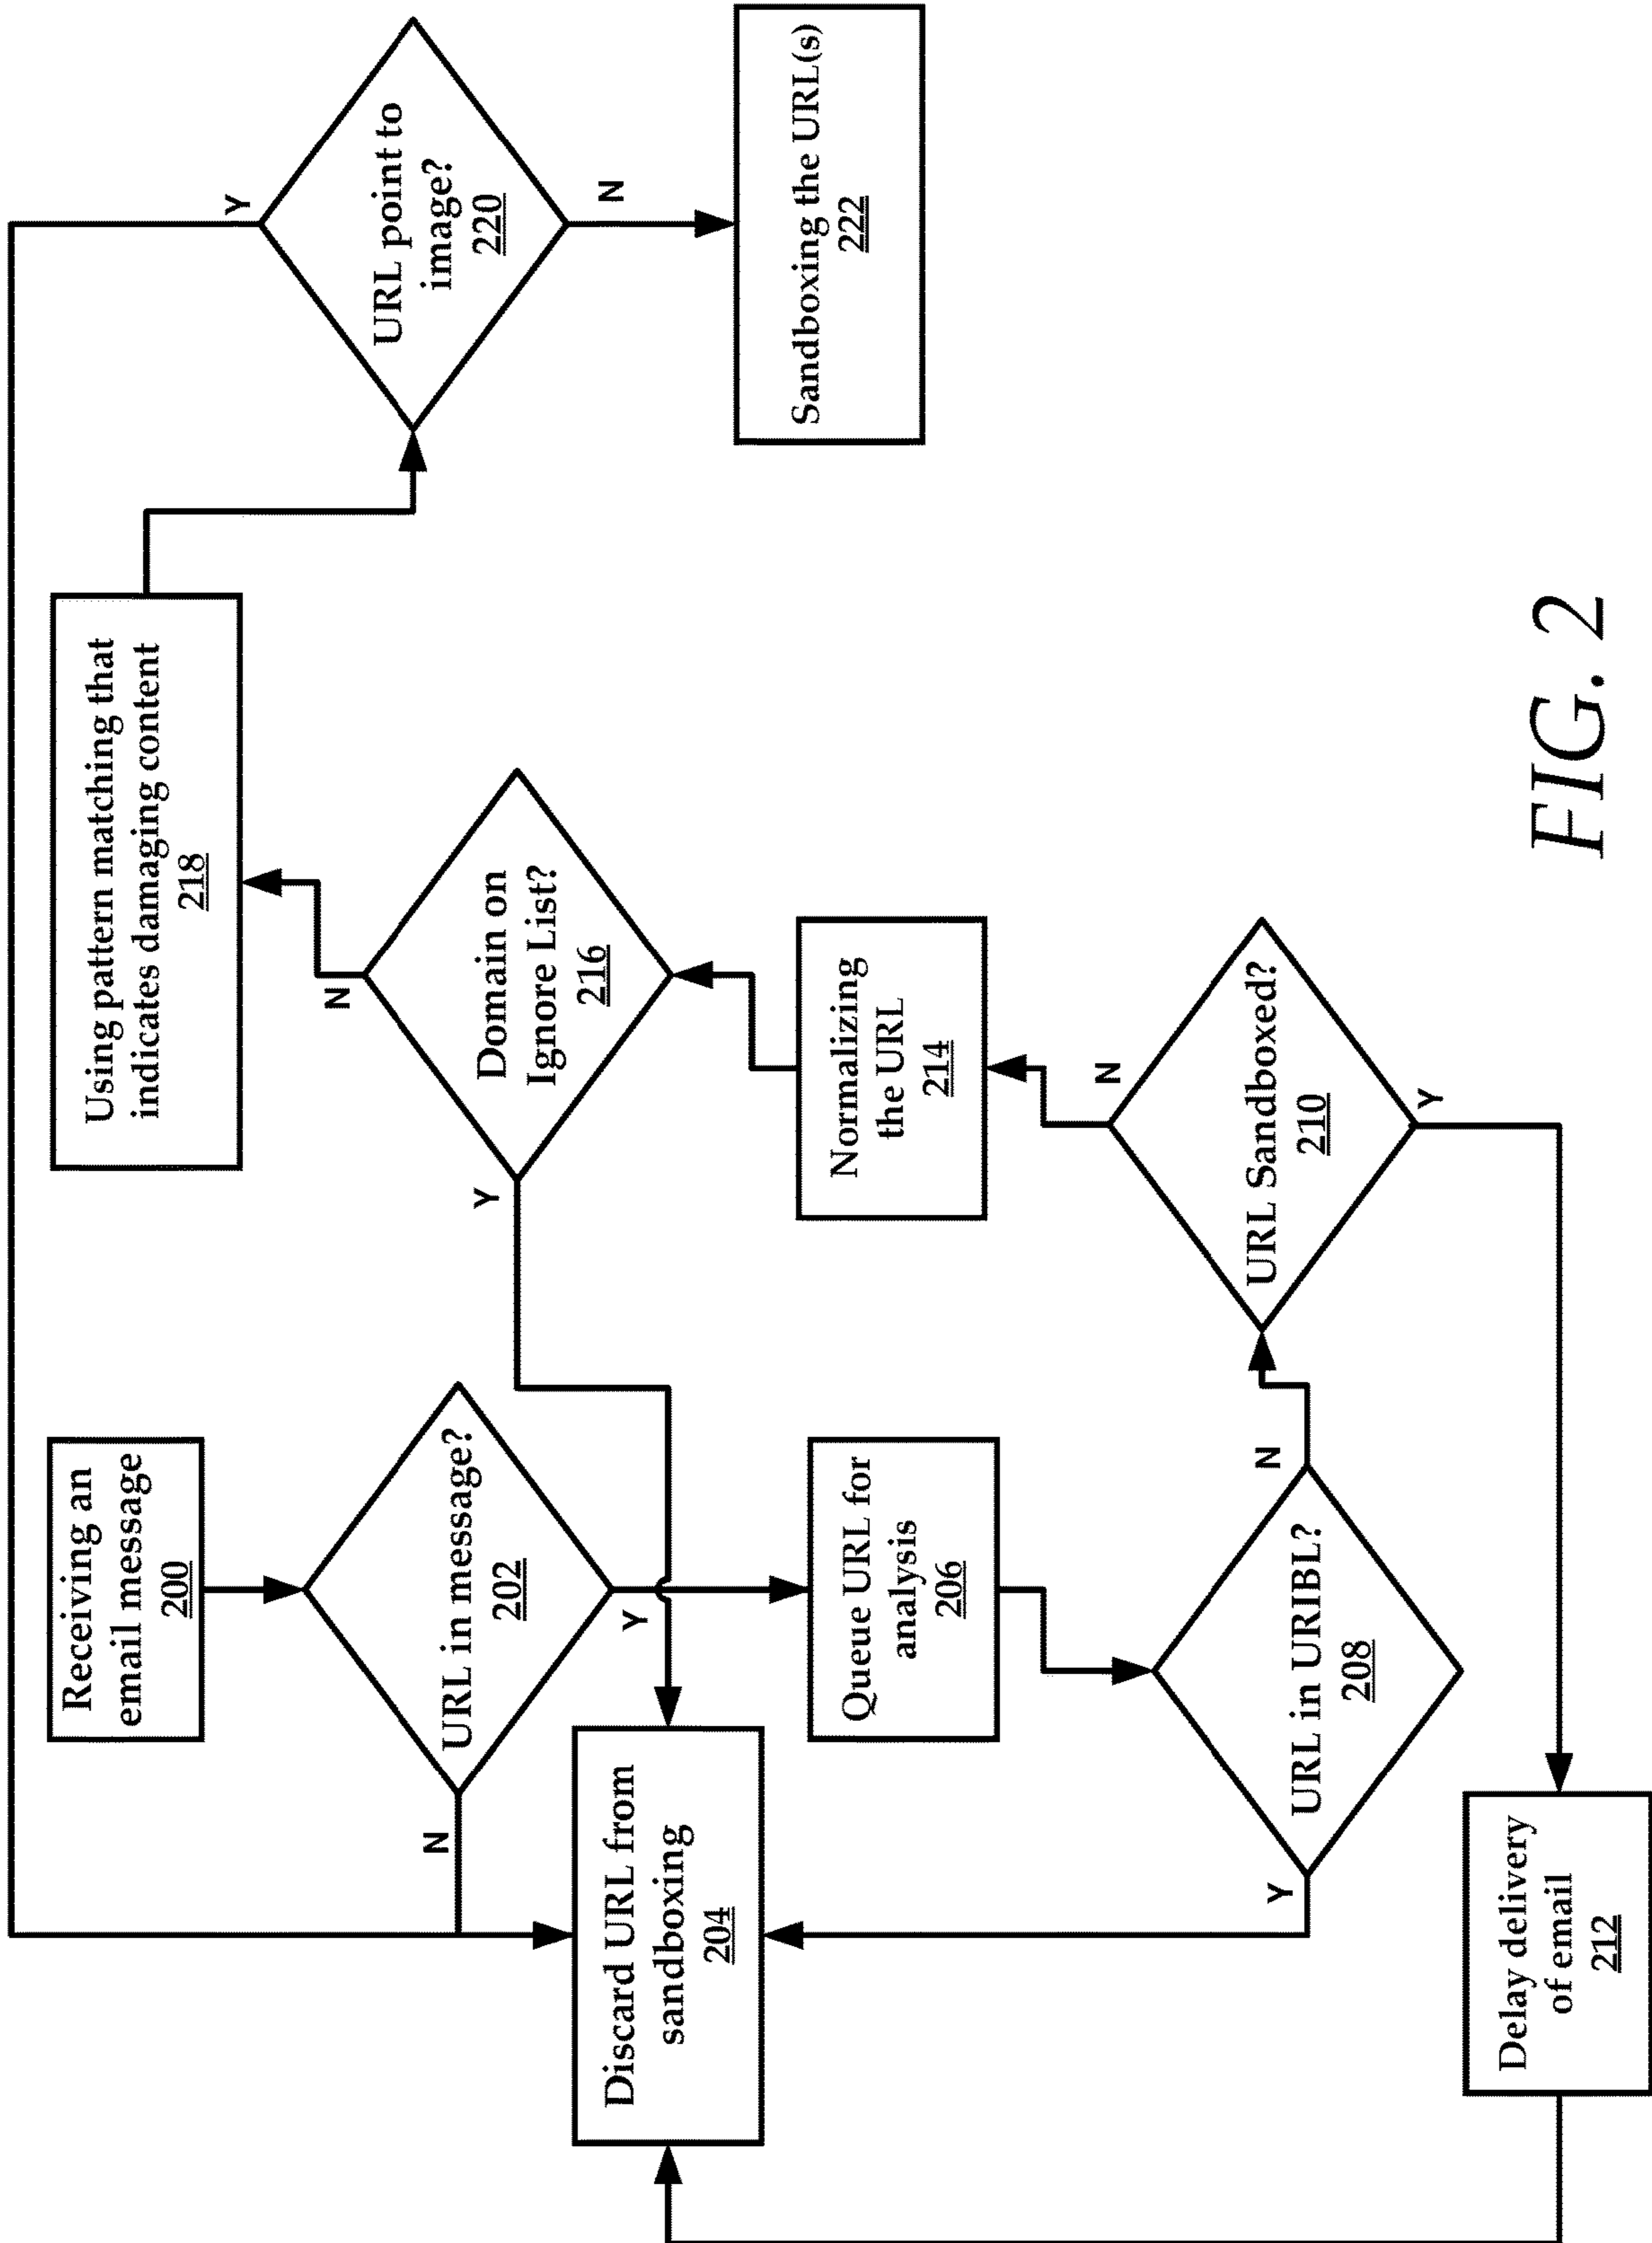 Receiving an
email message
200
URL in message?
202
N
Y
Discard URL from
sandboxing
204
Queue URL for
analysis
206
URL in URIBL?
208
Y
N
URL Sandboxed?
210
N
Y
Delay delivery
of email
212
Normalizing
the URL
214
Domain on
Ignore List?
216
Y
N
Using pattern matching that
indicates damaging content
218
URL point to
image?
220
Y
N
Sandboxing the URL(s)
222
FIG. 2